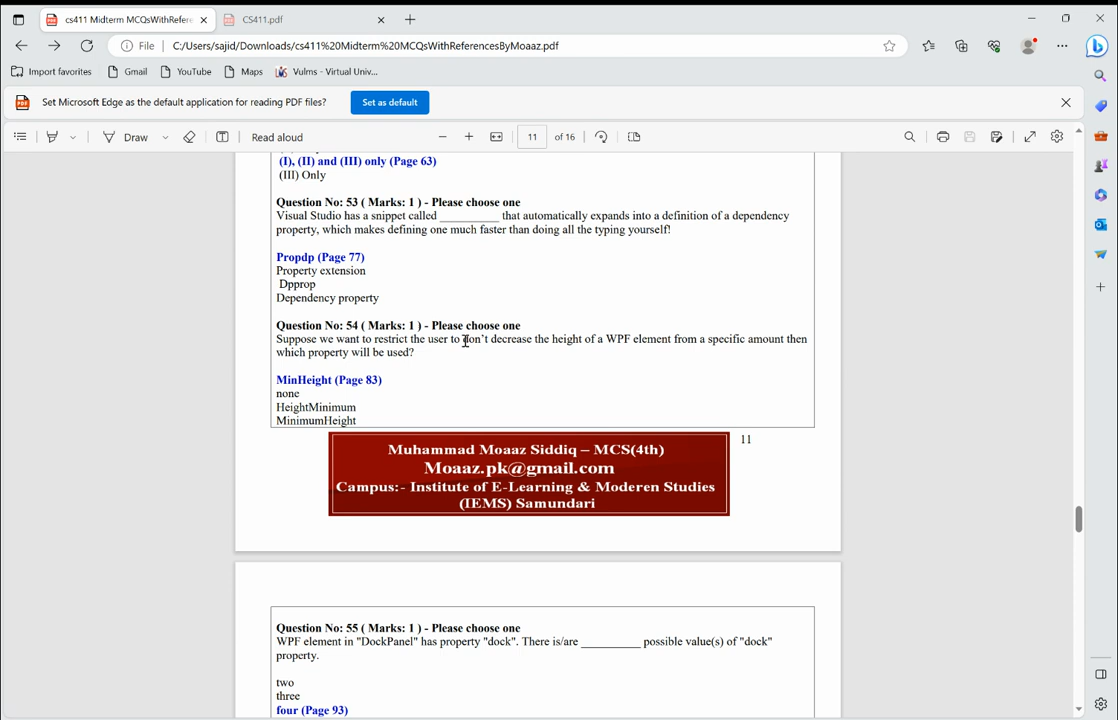 cs411 Midterm MCQsWithRefere
CS411.pdf
File
C:/Users/sajid/Downloads/cs411%20Midterm%20MCQsWithReferencesByMoaaz.pdf
Import favorites
Gmail
YouTube
Maps
Vulms - Virtual Univ...
Set Microsoft Edge as the default application for reading PDF files?
Set as default
Draw
Read aloud
11
of 16
(I), (II) and (III) only (Page 63)
(III) Only
Question No: 53 ( Marks: 1 ) - Please choose one
Visual Studio has a snippet called __________ that automatically expands into a definition of a dependency
property, which makes defining one much faster than doing all the typing yourself!
Propdp (Page 77)
Property extension
Dpprop
Dependency property
Question No: 54 ( Marks: 1 ) - Please choose one
Suppose we want to restrict the user to don't decrease the height of a WPF element from a specific amount then
which property will be used?
MinHeight (Page 83)
none
HeightMinimum
MinimumHeight
11
Muhammad Moaaz Siddiq – MCS(4th)
Moaaz.pk@gmail.com
Campus:- Institute of E-Learning & Moderen Studies
(IEMS) Samundari
Question No: 55 ( Marks: 1 ) - Please choose one
WPF element in "DockPanel" has property "dock". There is/are __________ possible value(s) of "dock"
property.
two
three
four (Page 93)